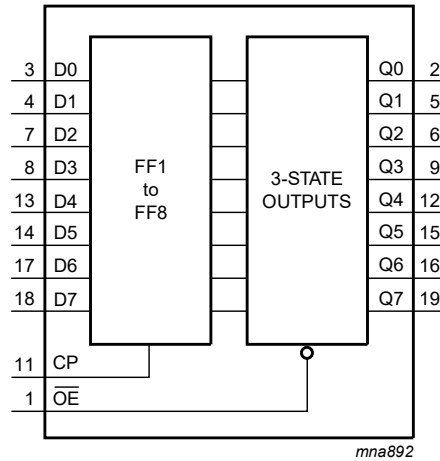 3 D0 Q0 2
4 D1 Q1 5
7 D2 Q2 6
8 D3 Q3 9
13 D4 Q4 12
14 D5 Q5 15
17 D6 Q6 16
18 D7 Q7 19
FF1
to
FF8
3-STATE
OUTPUTS
11 CP
1 O̅E̅
mna892